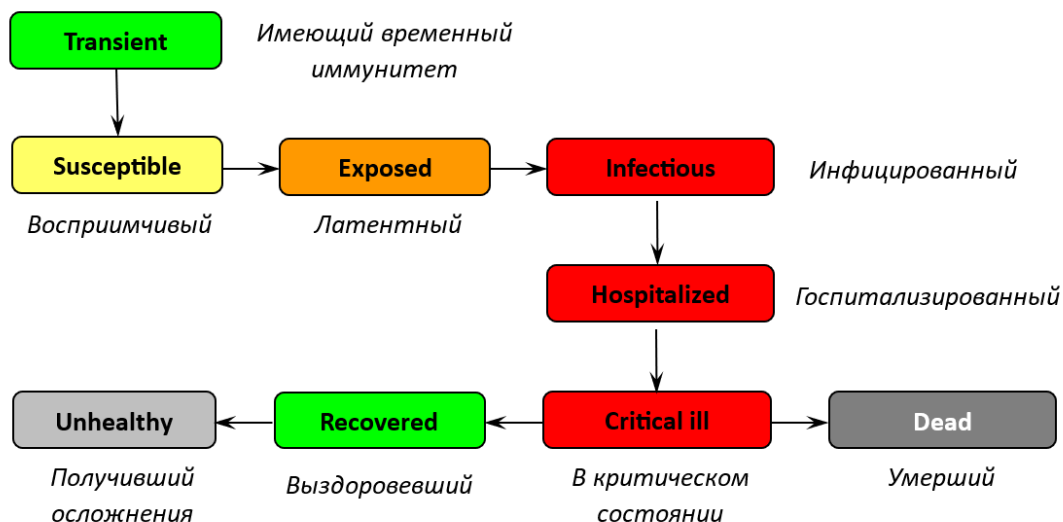 Transient
Имеющий временный
иммунитет
Susceptible
Exposed
Infectious
Инфицированный
Восприимчивый
Латентный
Hospitalized
Госпитализированный
Unhealthy
Recovered
Critical ill
Dead
Получивший
осложнения
Выздоровевший
В критическом
состоянии
Умерший